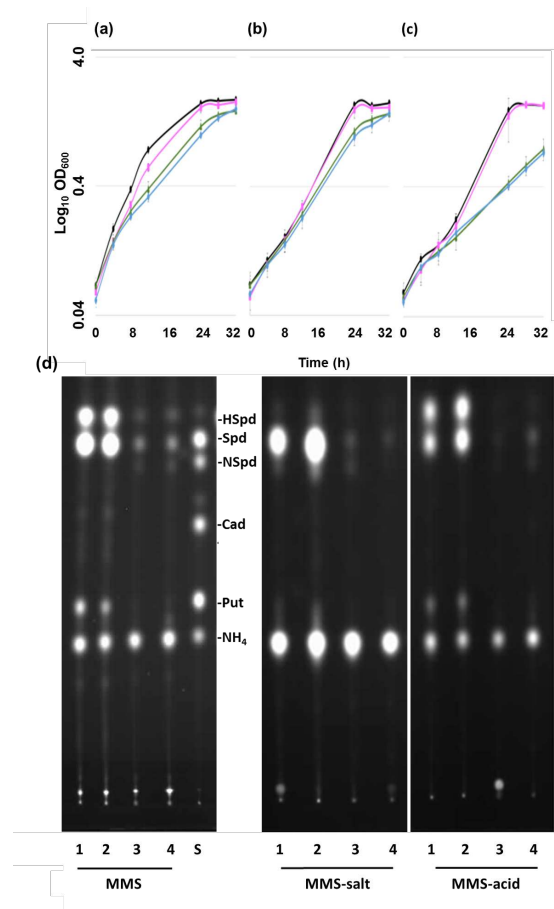 (a) (b) (c)
4.0
0.4
0.04
Log10 OD600
0 8 16 24 32 0 8 16 24 32 0 8 16 24 32
Time (h)
(d)
-HSpd
-Spd
-NSpd
-Cad
-Put
-NH4
1 2 3 4 S 1 2 3 4 1 2 3 4
MMS MMS-salt MMS-acid